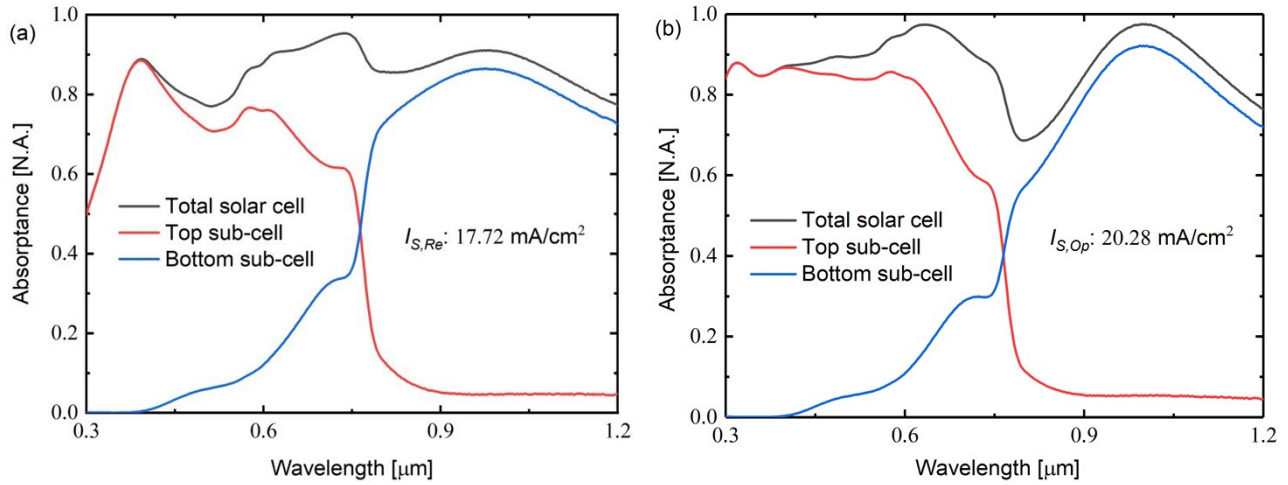 (a)
1.0
0.8
0.6
0.4
0.2
0.0
Absorptance [N.A.]
Total solar cell
Top sub-cell
Bottom sub-cell
I_{S,Re}: 17.72 mA/cm²
0.3
0.6
0.9
1.2
Wavelength [μm]
(b)
1.0
0.8
0.6
0.4
0.2
0.0
Absorptance [N.A.]
Total solar cell
Top sub-cell
Bottom sub-cell
I_{S,Op}: 20.28 mA/cm²
0.3
0.6
0.9
1.2
Wavelength [μm]